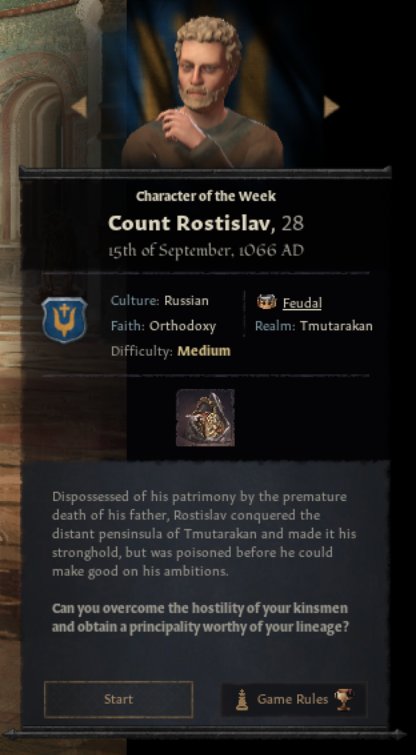 Character of the Week
Count Rostislav, 28
15th of September, 1066 AD
Culture: Russian
Feudal
Faith: Orthodoxy
Realm: Tmutarakan
Difficulty: Medium
Dispossessed of his patrimony by the premature
death of his father, Rostislav conquered the
distant pensinsula of Tmutarakan and made it his
stronghold, but was poisoned before he could
make good on his ambitions.
Can you overcome the hostility of your kinsmen
and obtain a principality worthy of your lineage?
Start
Game Rules